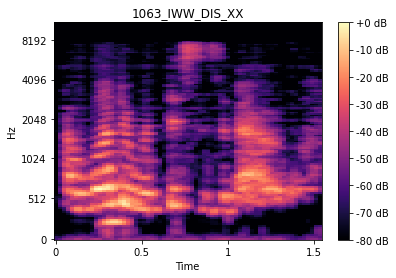 1063_IWW_DIS_XX
8192
4096
2048
1024
512
0
Hz
0
0.5
1
1.5
Time
+0 dB
-10 dB
-20 dB
-30 dB
-40 dB
-50 dB
-60 dB
-70 dB
-80 dB